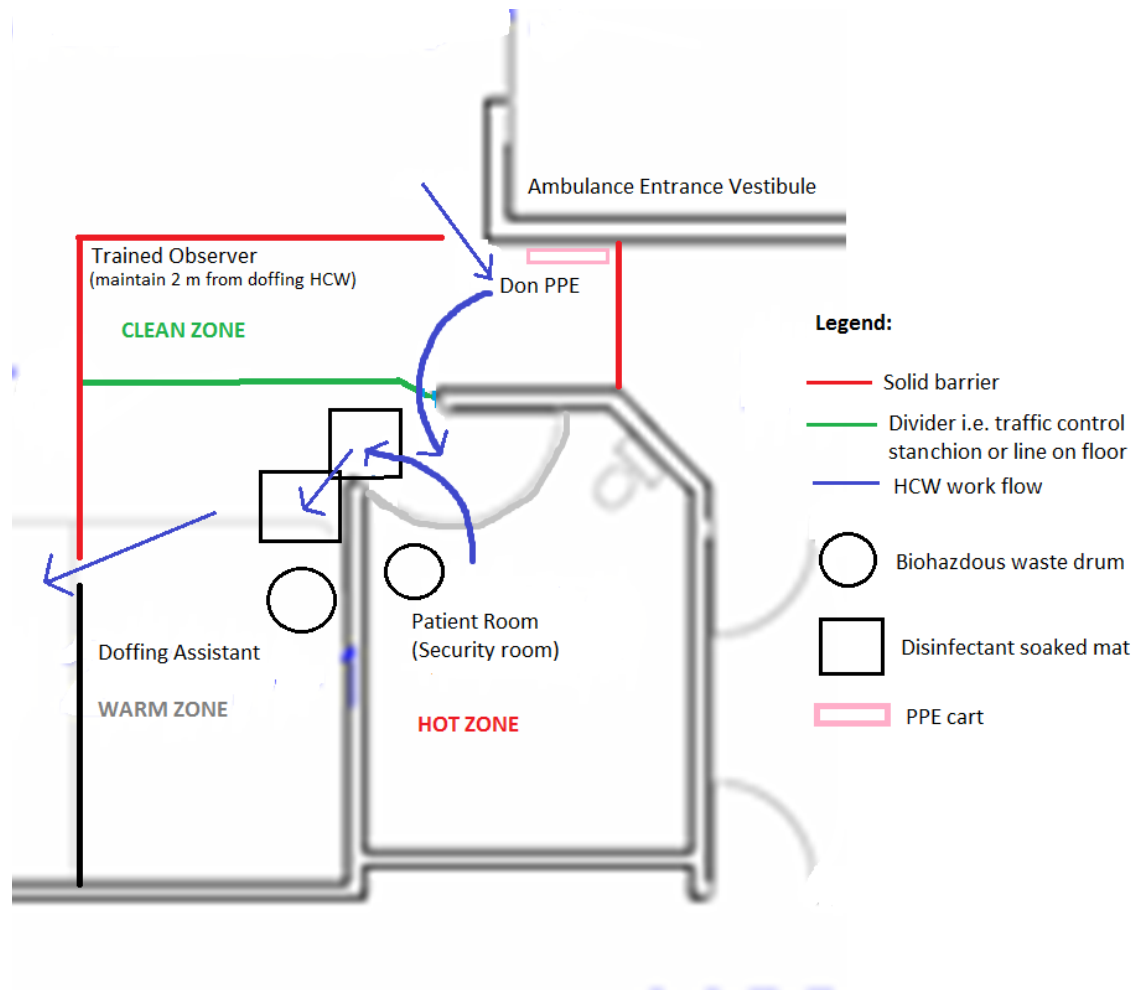 Ambulance Entrance Vestibule
Trained Observer
(maintain 2 m from doffing HCW)
Don PPE
CLEAN ZONE
Doffing Assistant
WARM ZONE
Patient Room
(Security room)
HOT ZONE
Legend:
Solid barrier
Divider i.e. traffic control
stanchion or line on floor
HCW work flow
Biohazdous waste drum
Disinfectant soaked mat
PPE cart